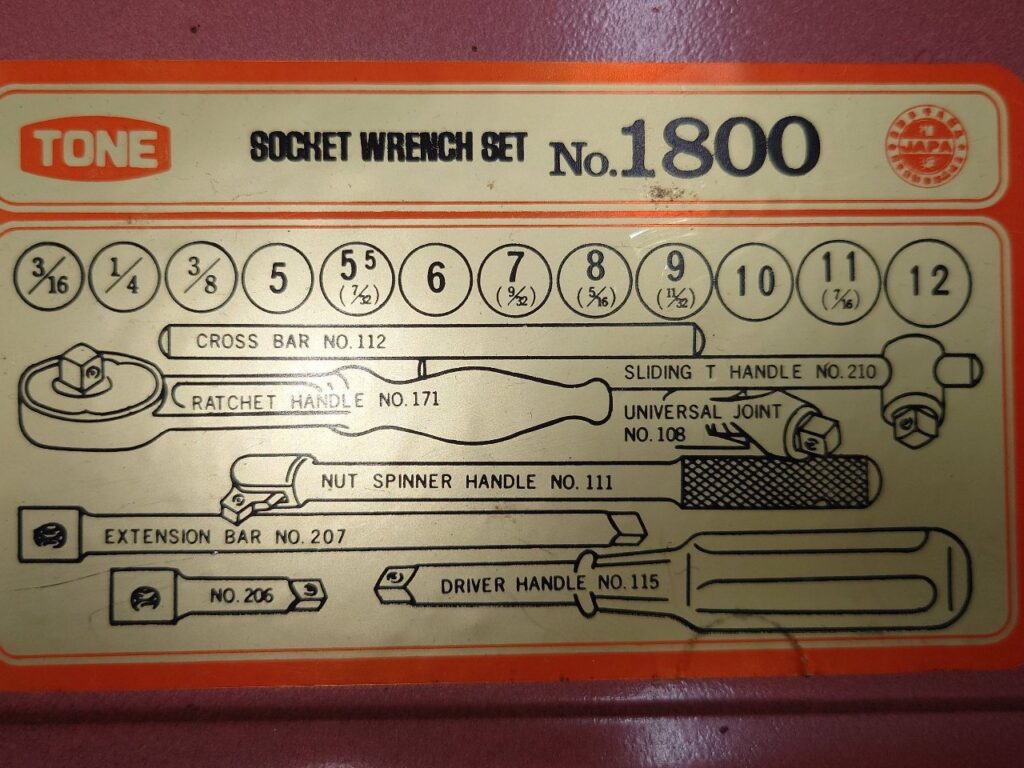 TONE SOCKET WRENCH SET No.1800 JAPA
3/16 1/4 3/8 5 5.5 6 7 8 9 10 11 12
(7/32) (9/32) (5/16) (11/32) (7/16)
CROSS BAR NO.112
SLIDING T HANDLE NO.210
RATCHET HANDLE NO.171
UNIVERSAL JOINT
NO.108
NUT SPINNER HANDLE NO.111
EXTENSION BAR NO.207
NO.206
DRIVER HANDLE NO.115